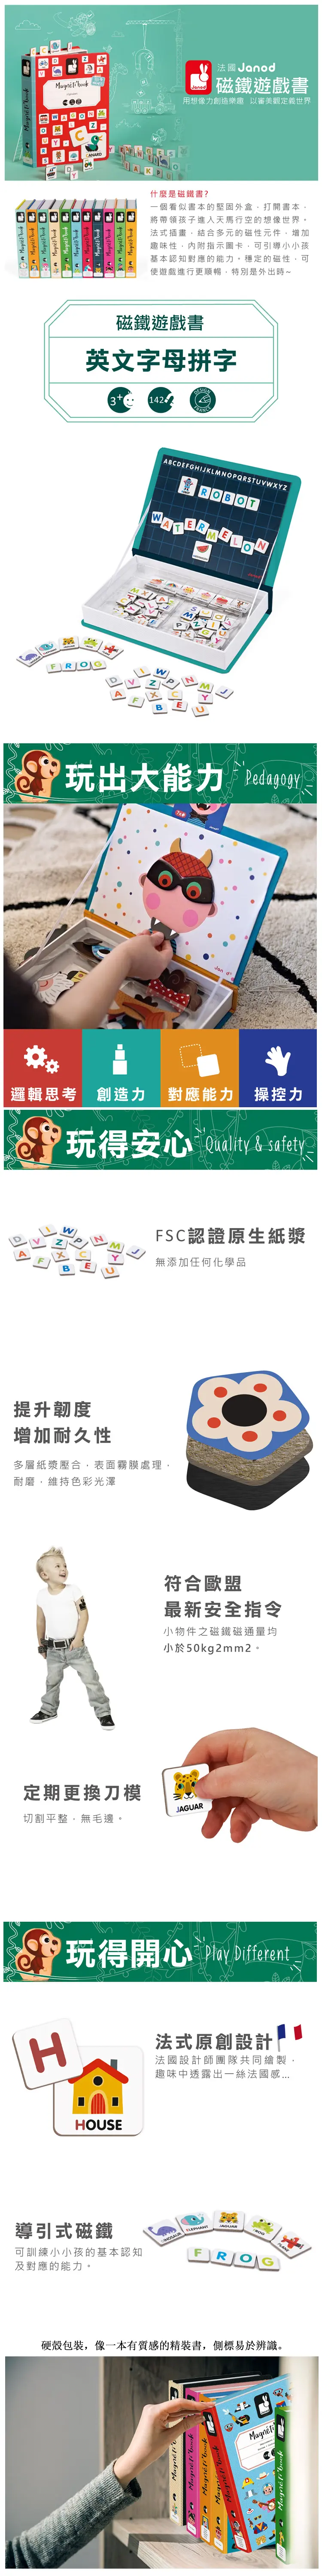 法國 Janod
Janod
磁鐵遊戲書
用想像力創造樂趣 以審美觀定義世界
Magneti'book
什麼是磁鐵書?
一個看似書本的堅固外盒，打開書本，
將帶領孩子進人天馬行空的想像世界。
法式插畫，結合多元的磁性元件，增加
趣味性，內附指示圖卡，可引導小小孩
基本認知對應的能力。穩定的磁性，可
使遊戲進行更順暢，特別是外出時~
磁鐵遊戲書
英文字母拼字
3+
142
FRANCE
ABCDEFGHIJKLMNOPQRSTUVWXYZ
ROBOT
WATERMELON
FROG
D I W N M J
V Z P
A F X C Y
B E U
玩出大能力 Pedagogy
邏輯思考 創造力 對應能力 操控力
玩得安心 Quality & safety
D I W N M J
V Z P
A F X C Y
B E U
FSC認證原生紙漿
無添加任何化學品
提升韌度
增加耐久性
多層紙漿壓合，表面霧膜處理，
耐磨，維持色彩光澤
符合歐盟
最新安全指令
小物件之磁鐵磁通量均
小於50kg2mm2。
JAGUAR
定期更換刀模
切割平整，無毛邊。
玩得開心 Play Different
H
HOUSE
法式原創設計
法國設計師團隊共同繪製，
趣味中透露出一絲法國感...
導引式磁鐵
可訓練小小孩的基本認知
及對應的能力。
ELEPHANT
JAGUAR
FROG
FROG
硬殼包裝，像一本有質感的精裝書，側標易於辨識。
Magneti'book
Magneti'book
Magneti'book
Magneti'book